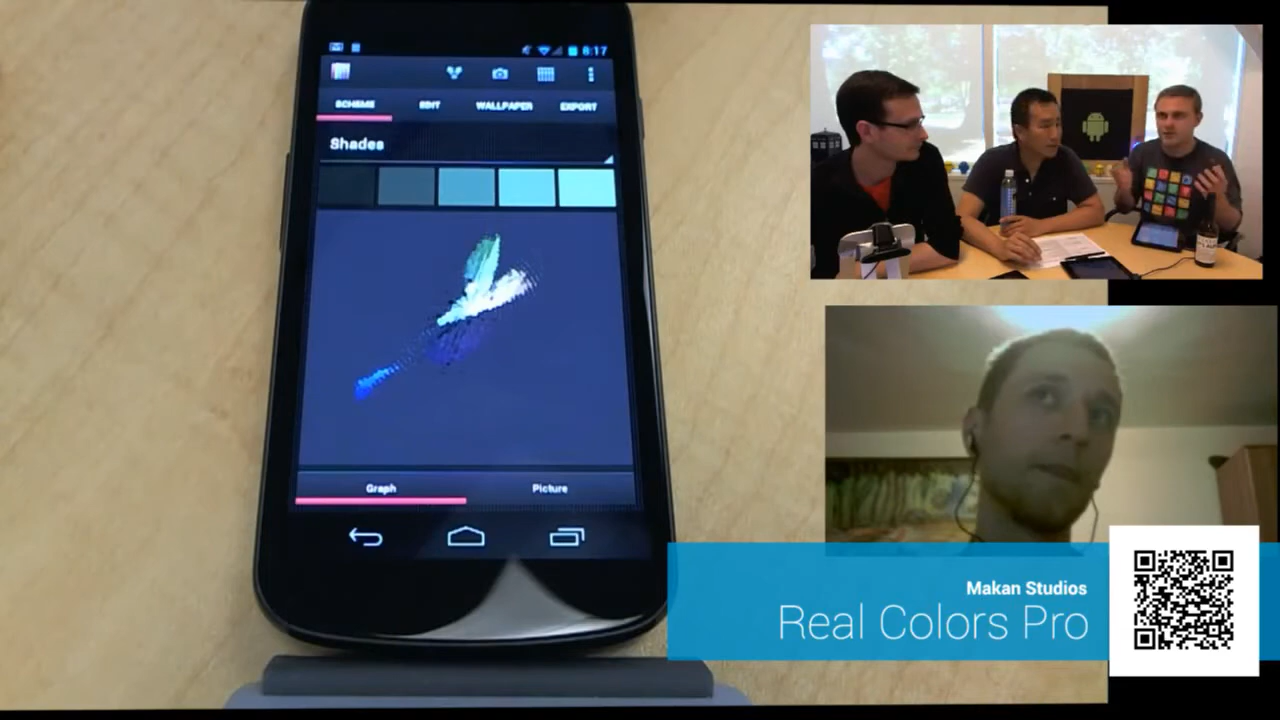 8:17
SCHEME EDIT WALLPAPER EXPORT
Shades
Graph Picture
Makan Studios
Real Colors Pro